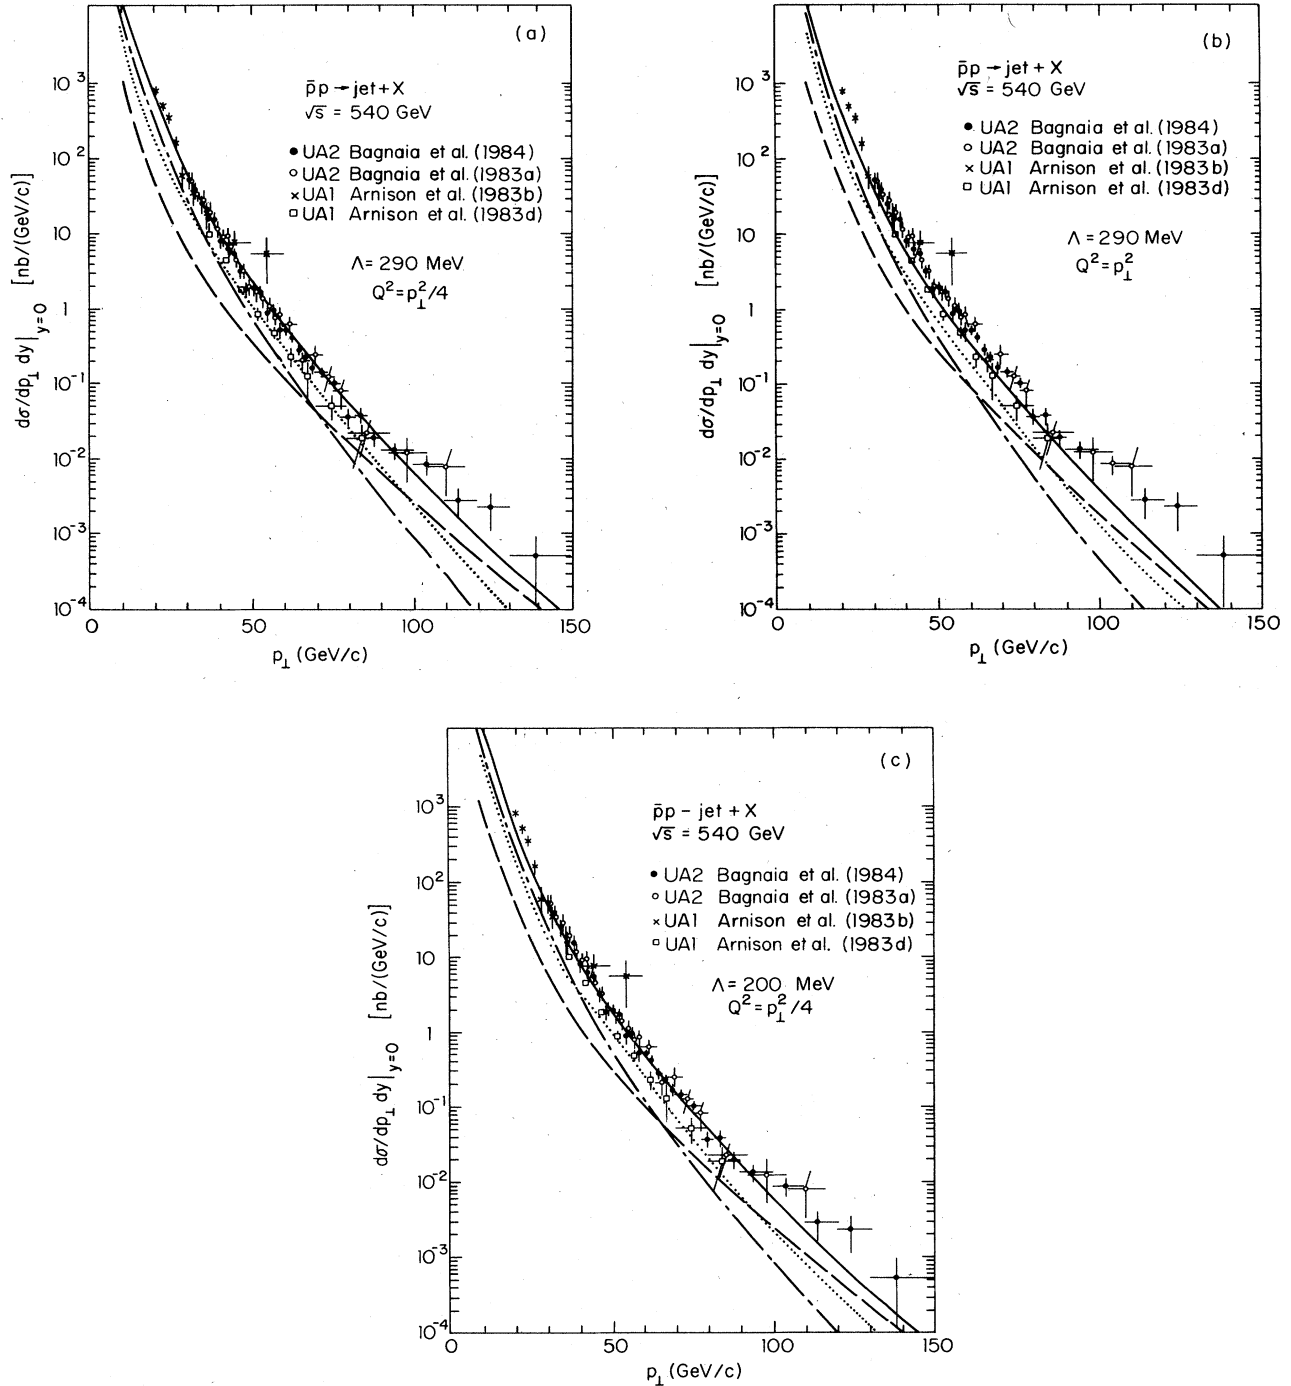 (a)
p̄p → jet + X
√s = 540 GeV
● UA2 Bagnaia et al. (1984)
○ UA2 Bagnaia et al. (1983a)
× UA1 Arnison et al. (1983b)
□ UA1 Arnison et al. (1983d)
Λ = 290 MeV
Q² = p⊥²/4
dσ/dp⊥ dy|y=0 [nb/(GeV/c)]
10³
10²
10
1
10⁻¹
10⁻²
10⁻³
10⁻⁴
0 50 100 150
p⊥ (GeV/c)
(b)
p̄p → jet + X
√s = 540 GeV
● UA2 Bagnaia et al. (1984)
○ UA2 Bagnaia et al. (1983a)
× UA1 Arnison et al. (1983b)
□ UA1 Arnison et al. (1983d)
Λ = 290 MeV
Q² = p⊥²
dσ/dp⊥ dy|y=0 [nb/(GeV/c)]
10³
10²
10
1
10⁻¹
10⁻²
10⁻³
10⁻⁴
0 50 100 150
p⊥ (GeV/c)
(c)
p̄p – jet + X
√s = 540 GeV
● UA2 Bagnaia et al. (1984)
○ UA2 Bagnaia et al. (1983a)
× UA1 Arnison et al. (1983b)
□ UA1 Arnison et al. (1983d)
Λ = 200 MeV
Q² = p⊥²/4
dσ/dp⊥ dy|y=0 [nb/(GeV/c)]
10³
10²
10
1
10⁻¹
10⁻²
10⁻³
10⁻⁴
0 50 100 150
p⊥ (GeV/c)